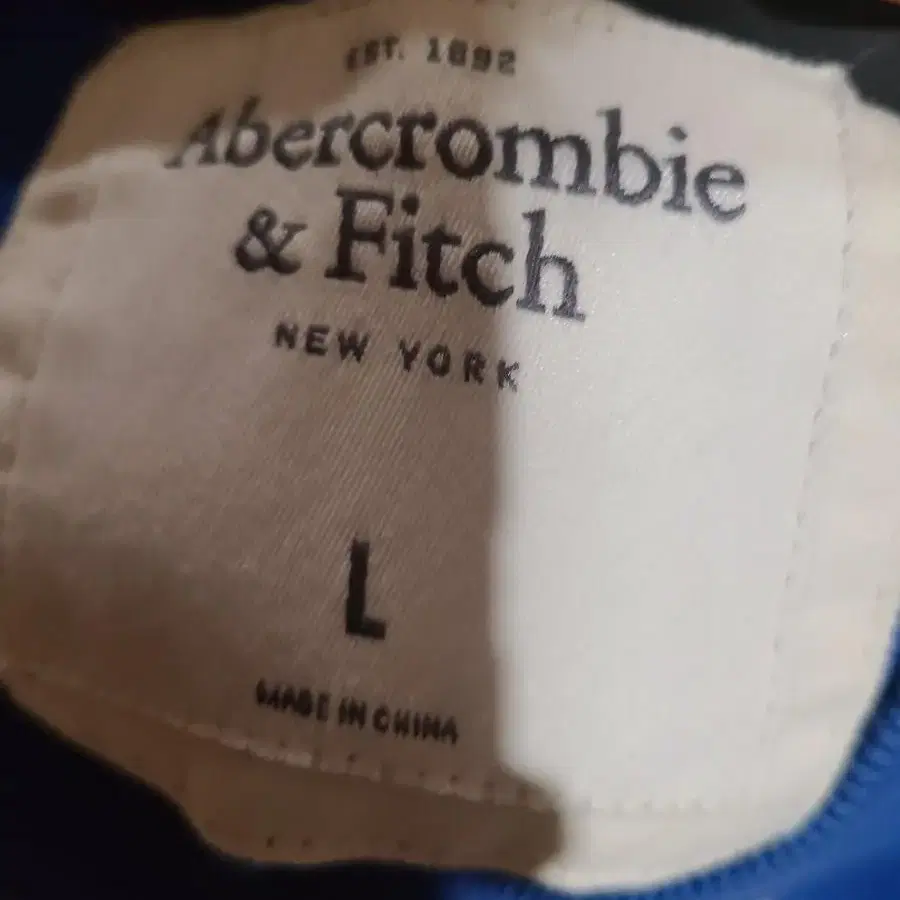 EST. 1892
Abercrombie
& Fitch
NEW YORK
L
MADE IN CHINA